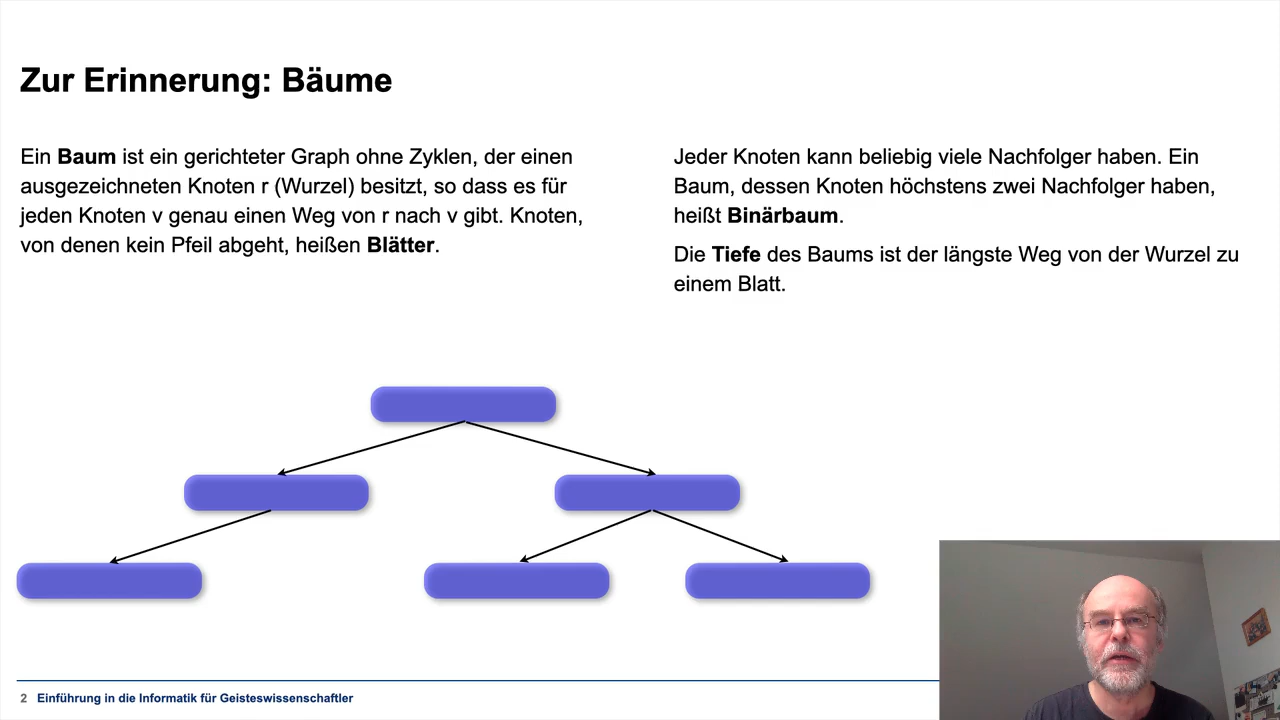 Zur Erinnerung: Bäume
Ein Baum ist ein gerichteter Graph ohne Zyklen, der einen
ausgezeichneten Knoten r (Wurzel) besitzt, so dass es für
jeden Knoten v genau einen Weg von r nach v gibt. Knoten,
von denen kein Pfeil abgeht, heißen Blätter.
Jeder Knoten kann beliebig viele Nachfolger haben. Ein
Baum, dessen Knoten höchstens zwei Nachfolger haben,
heißt Binärbaum.
Die Tiefe des Baums ist der längste Weg von der Wurzel zu
einem Blatt.
2 Einführung in die Informatik für Geisteswissenschaftler